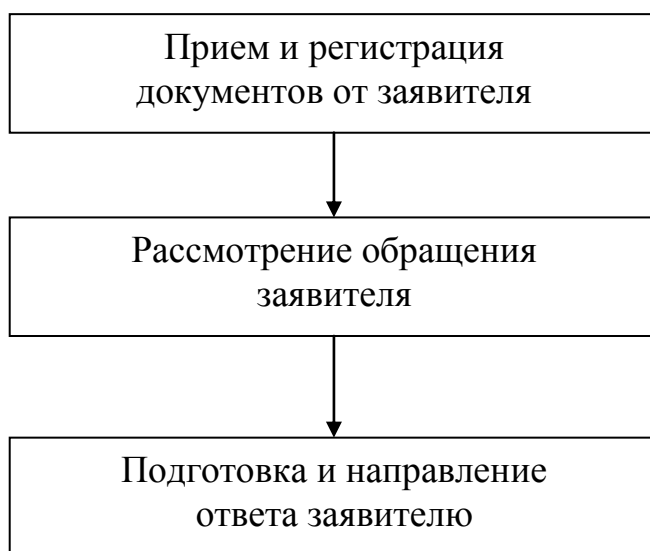 Прием и регистрация
документов от заявителя
Рассмотрение обращения
заявителя
Подготовка и направление
ответа заявителю